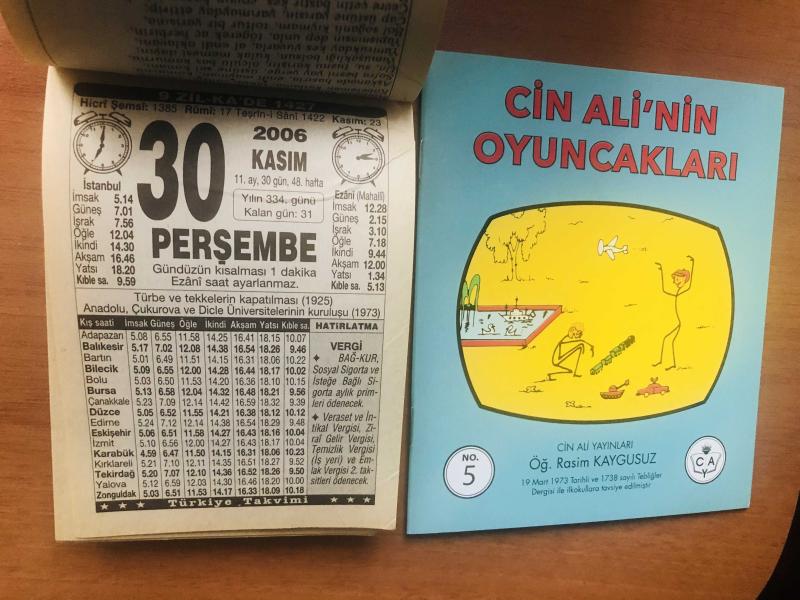 9 ZİL-KA'DE 1427
Hicrî Şemsî: 1385 Rûmî: 17 Teşrîn-i Sânî 1422 Kasım: 23
30
2006
KASIM
11. ay, 30 gün, 48. hafta
Yılın 334. günü
Kalan gün: 31
PERŞEMBE
Gündüzün kısalması 1 dakika
Ezânî saat ayarlanmaz.
İstanbul
İmsak 5.14
Güneş 7.01
İşrak 7.56
Öğle 12.04
İkindi 14.30
Akşam 16.46
Yatsı 18.20
Kıble sa. 9.59
Ezânî (Mahallî)
İmsak 12.28
Güneş 2.15
İşrak 3.10
Öğle 7.18
İkindi 9.44
Akşam 12.00
Yatsı 1.34
Kıble sa. 5.13
Türbe ve tekkelerin kapatılması (1925)
Anadolu, Çukurova ve Dicle Üniversitelerinin kuruluşu (1973)
Kış saati İmsak Güneş Öğle İkindi Akşam Yatsı Kıble sa.
Adapazarı 5.08 6.55 11.58 14.25 16.41 18.15 10.07
Balıkesir 5.17 7.02 12.08 14.38 16.54 18.26 9.46
Bartın 5.01 6.49 11.51 14.15 16.31 18.06 10.22
Bilecik 5.09 6.55 12.00 14.28 16.44 18.17 10.02
Bolu 5.03 6.50 11.53 14.20 16.36 18.10 10.15
Bursa 5.13 6.58 12.04 14.32 16.48 18.21 9.56
Çanakkale 5.23 7.09 12.14 14.42 16.59 18.32 9.39
Düzce 5.05 6.52 11.55 14.21 16.38 18.12 10.12
Edirne 5.24 7.12 12.14 14.38 16.54 18.29 9.48
Eskişehir 5.06 6.51 11.58 14.27 16.43 18.16 10.04
İzmit 5.10 6.56 12.00 14.27 16.43 18.17 10.04
Karabük 4.59 6.47 11.50 14.15 16.31 18.06 10.23
Kırklareli 5.21 7.10 12.11 14.35 16.51 18.27 9.52
Tekirdağ 5.20 7.07 12.10 14.36 16.52 18.26 9.50
Yalova 5.12 6.59 12.03 14.30 16.46 18.20 10.00
Zonguldak 5.03 6.51 11.53 14.17 16.33 18.09 10.18
HATIRLATMA
VERGİ
✦ BAĞ-KUR,
Sosyal Sigorta ve
İsteğe Bağlı Si-
gorta aylık prim-
leri ödenecek.
✦ Veraset ve İn-
tikal Vergisi, Zi-
raî Gelir Vergisi,
Temizlik Vergisi
(İş yeri) ve Em-
lak Vergisi 2. tak-
sitleri ödenecek.
★ ★ ★ Türkiye Takvimi ★ ★ ★
CİN ALİ'NİN
OYUNCAKLARI
CİN ALİ YAYINLARI
Öğ. Rasim KAYGUSUZ
19 Mart 1973 Tarihli ve 1738 sayılı Tebliğler
Dergisi ile ilkokullara tavsiye edilmiştir
NO.
5
C A